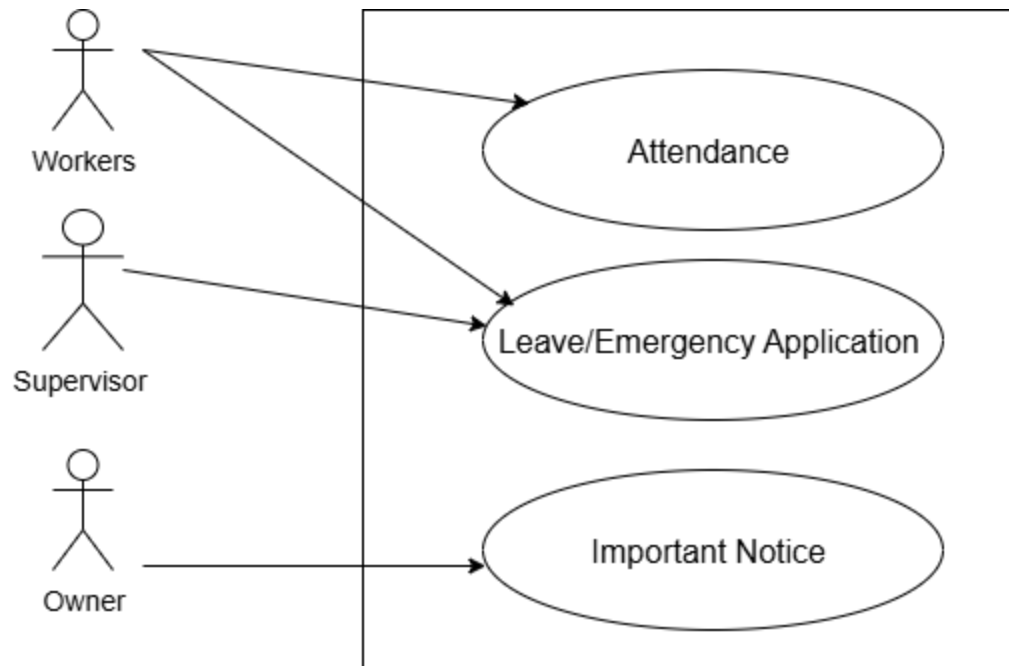 Workers
Attendance
Supervisor
Leave/Emergency Application
Owner
Important Notice